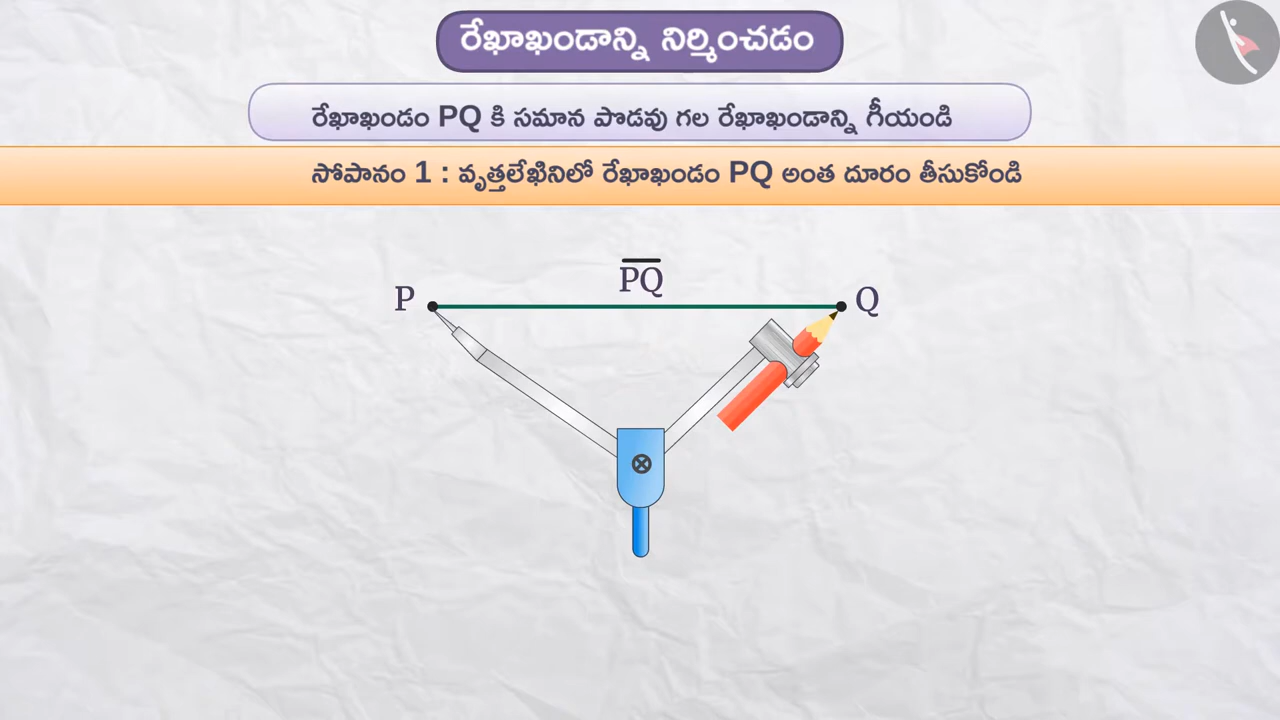 రేఖాఖండాన్ని నిర్మించడం
రేఖాఖండం PQ కి సమాన పొడవు గల రేఖాఖండాన్ని గీయండి
సోపానం 1 : వృత్తలేఖినిలో రేఖాఖండం PQ అంత దూరం తీసుకోండి
PQ
P Q